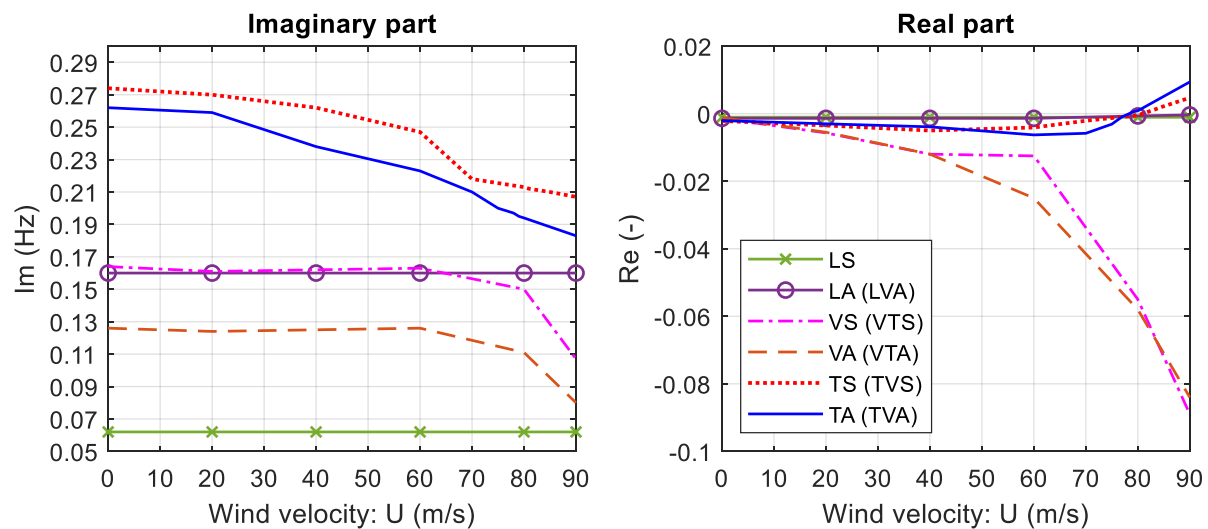 Imaginary part
0.29
0.27
0.25
0.23
0.21
0.19
0.17
0.15
0.13
0.11
0.09
0.07
0.05
Im (Hz)
0 10 20 30 40 50 60 70 80 90
Wind velocity: U (m/s)
Real part
0.02
0
-0.02
-0.04
-0.06
-0.08
-0.1
Re (-)
LS
LA (LVA)
VS (VTS)
VA (VTA)
TS (TVS)
TA (TVA)
0 10 20 30 40 50 60 70 80 90
Wind velocity: U (m/s)